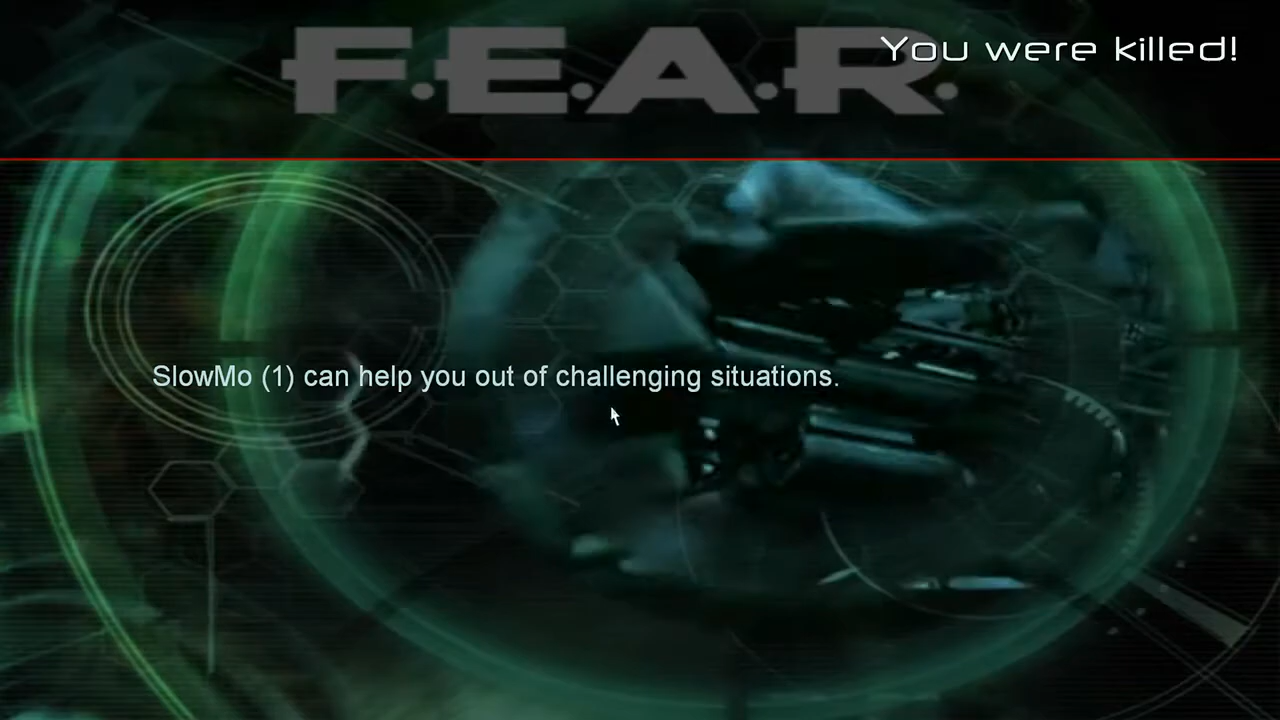 F.E.A.R.
You were killed!
SlowMo (1) can help you out of challenging situations.